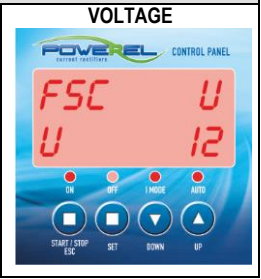 VOLTAGE
POWEREL
current rectifiers
CONTROL PANEL
FSC U
U 12
ON OFF I MODE AUTO
START / STOP ESC SET DOWN UP